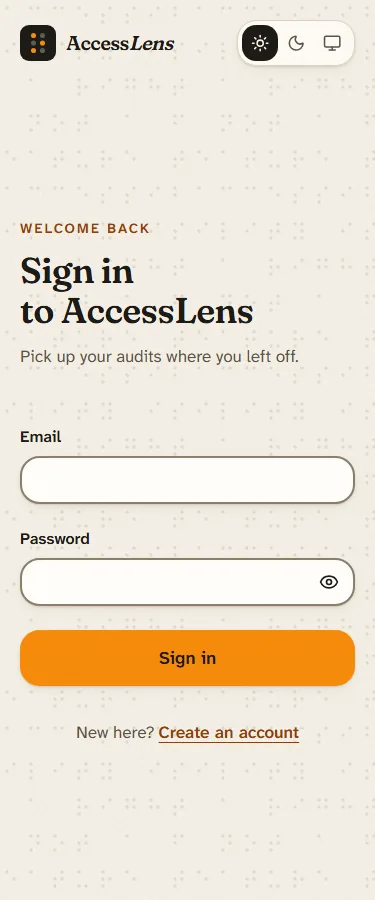 AccessLens
WELCOME BACK
Sign in
to AccessLens
Pick up your audits where you left off.
Email
Password
Sign in
New here? Create an account